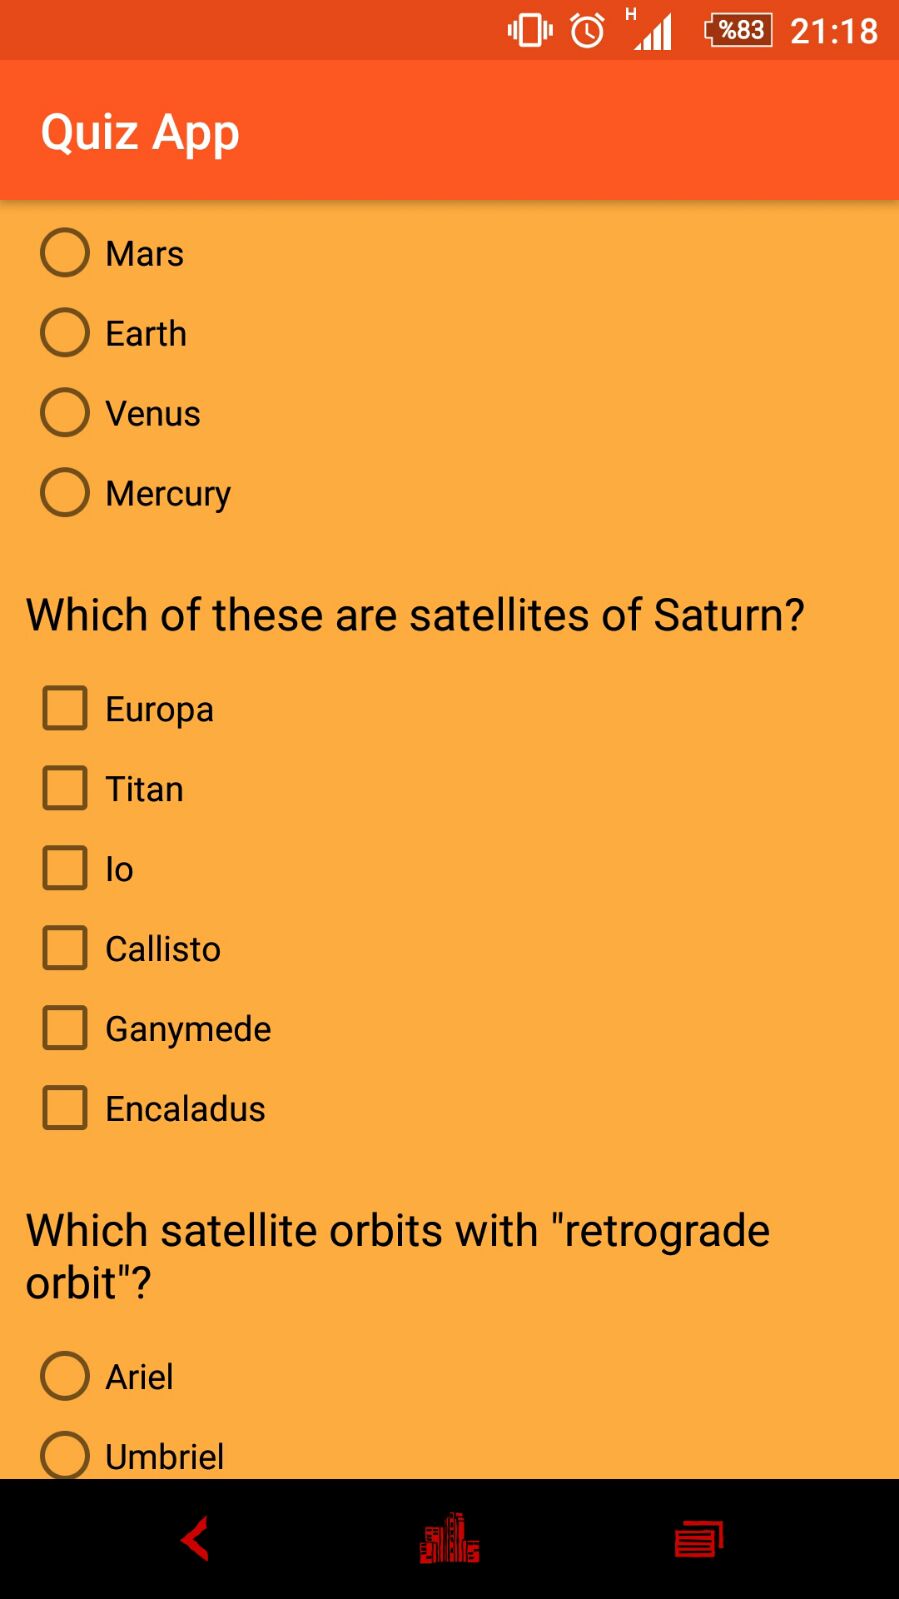 H %83 21:18
Quiz App
Mars
Earth
Venus
Mercury
Which of these are satellites of Saturn?
Europa
Titan
Io
Callisto
Ganymede
Encaladus
Which satellite orbits with "retrograde
orbit"?
Ariel
Umbriel